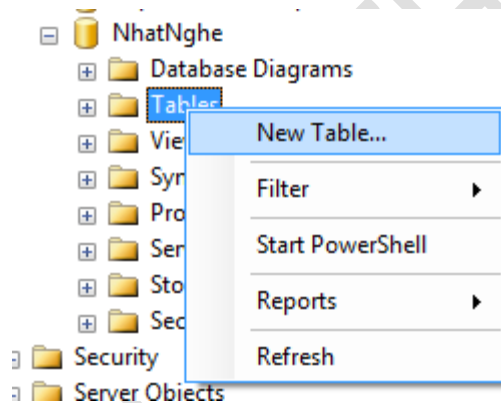 NhatNghe
Database Diagrams
Tables
New Table...
Filter
Start PowerShell
Reports
Refresh
Security
Server Objects